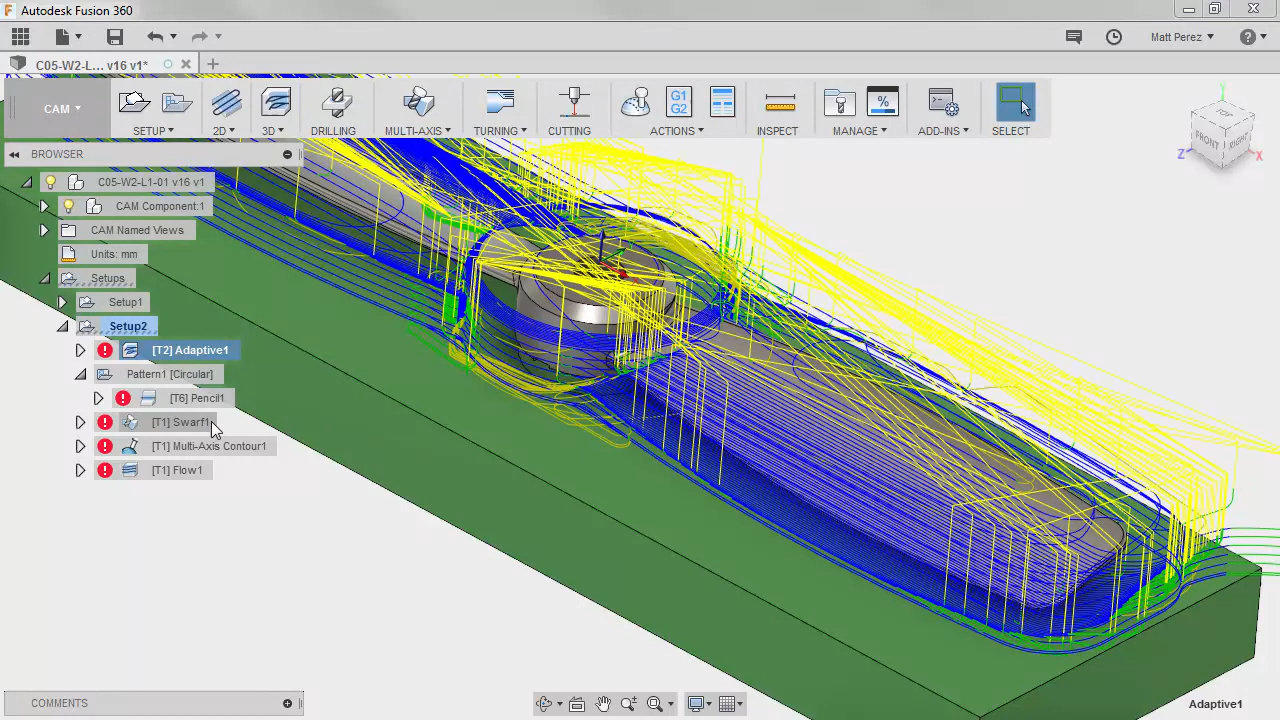 Autodesk Fusion 360
Matt Perez
C05-W2-L... v16 v1*
CAM
G1
G2
%
SETUP
2D
3D
DRILLING
MULTI-AXIS
TURNING
CUTTING
ACTIONS
INSPECT
MANAGE
ADD-INS
SELECT
TOP
FRONT
RIGHT
Y
Z
X
BROWSER
C05-W2-L1-01 v16 v1
CAM Component:1
CAM Named Views
Units: mm
Setups
Setup1
Setup2
[T2] Adaptive1
Pattern1 [Circular]
[T6] Pencil1
[T1] Swarf1
[T1] Multi-Axis Contour1
[T1] Flow1
COMMENTS
Adaptive1